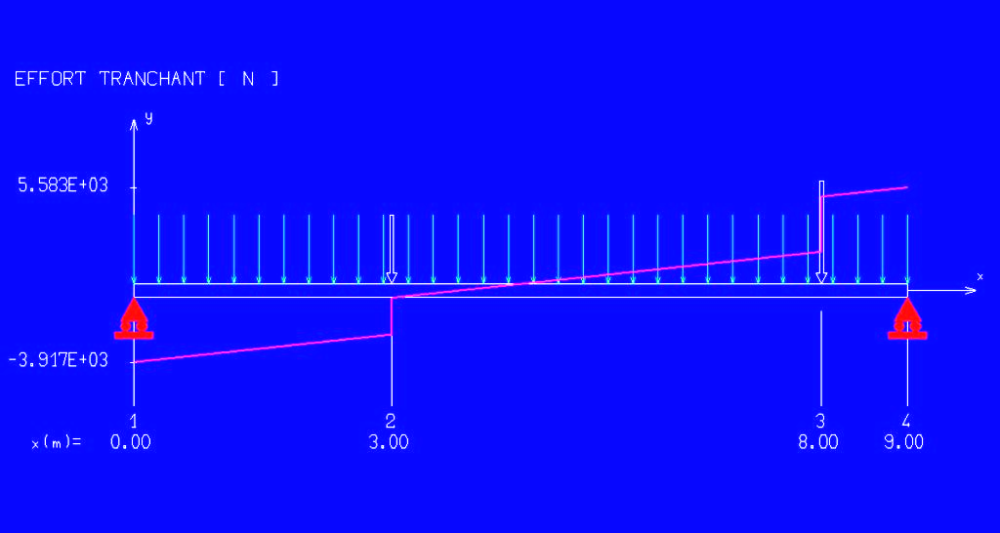 EFFORT TRANCHANT [ N ]
y
5.583E+03
x
-3.917E+03
1 2 3 4
x(m)= 0.00 3.00 8.00 9.00